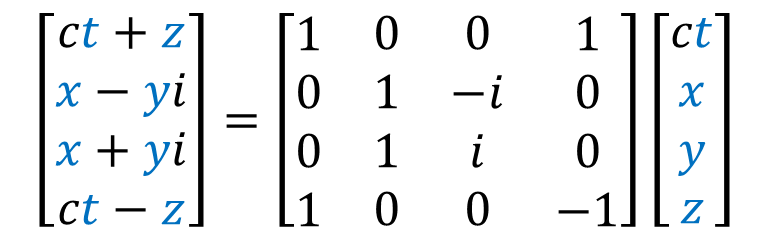 ct + z 1 0 0 1 ct
x − yi 0 1 −i 0 x
= 
x + yi 0 1 i 0 y
ct − z 1 0 0 −1 z